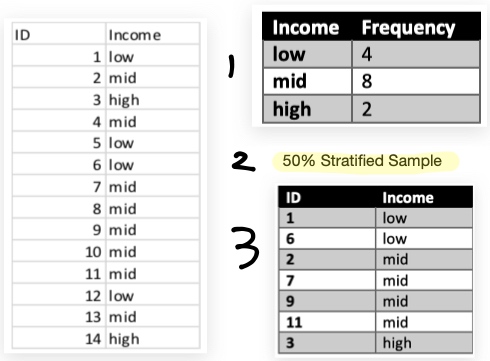 ID Income
1 low
2 mid
3 high
4 mid
5 low
6 low
7 mid
8 mid
9 mid
10 mid
11 mid
12 low
13 mid
14 high
1
Income Frequency
low 4
mid 8
high 2
2 50% Stratified Sample
3
ID Income
1 low
6 low
2 mid
7 mid
9 mid
11 mid
3 high